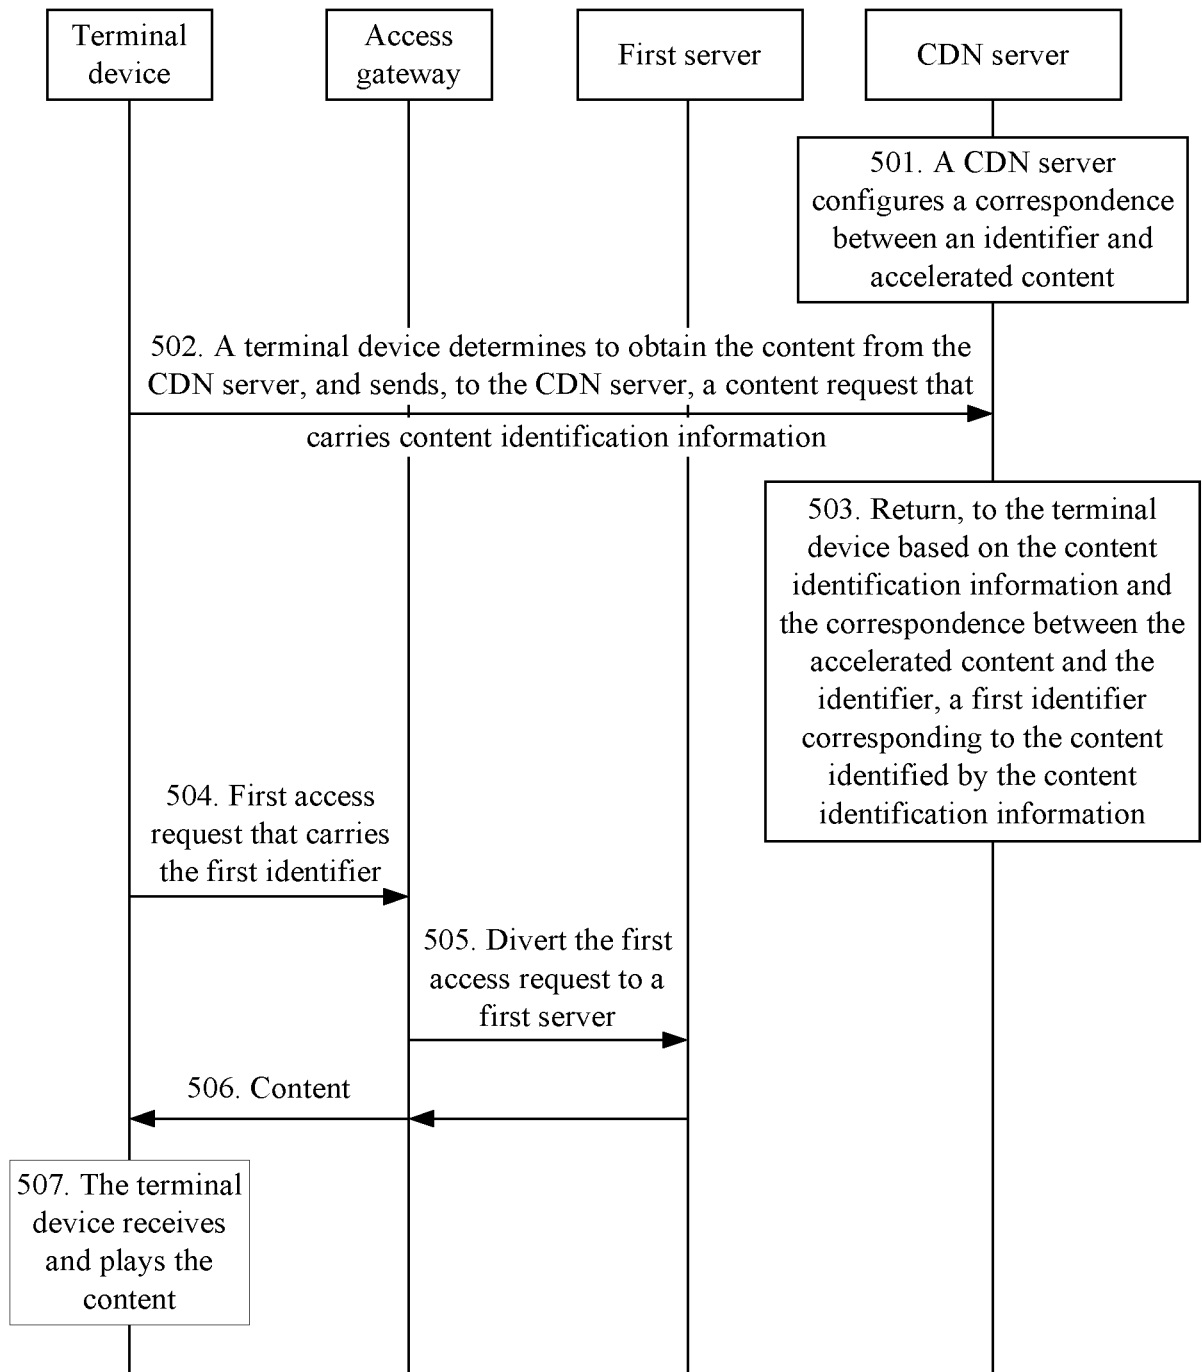 Terminal
device
Access
gateway
First server
CDN server
501. A CDN server
configures a correspondence
between an identifier and
accelerated content
502. A terminal device determines to obtain the content from the
CDN server, and sends, to the CDN server, a content request that
carries content identification information
503. Return, to the terminal
device based on the content
identification information and
the correspondence between the
accelerated content and the
identifier, a first identifier
corresponding to the content
identified by the content
identification information
504. First access
request that carries
the first identifier
505. Divert the first
access request to a
first server
506. Content
507. The terminal
device receives
and plays the
content